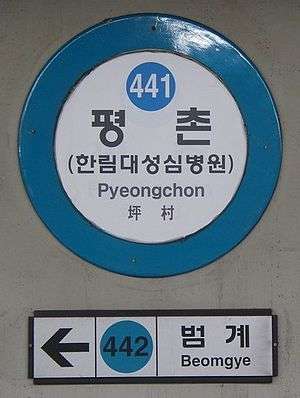 441
평 촌
(한림대성심병원)
Pyeongchon
坪 村
← 442 범 계
Beomgye